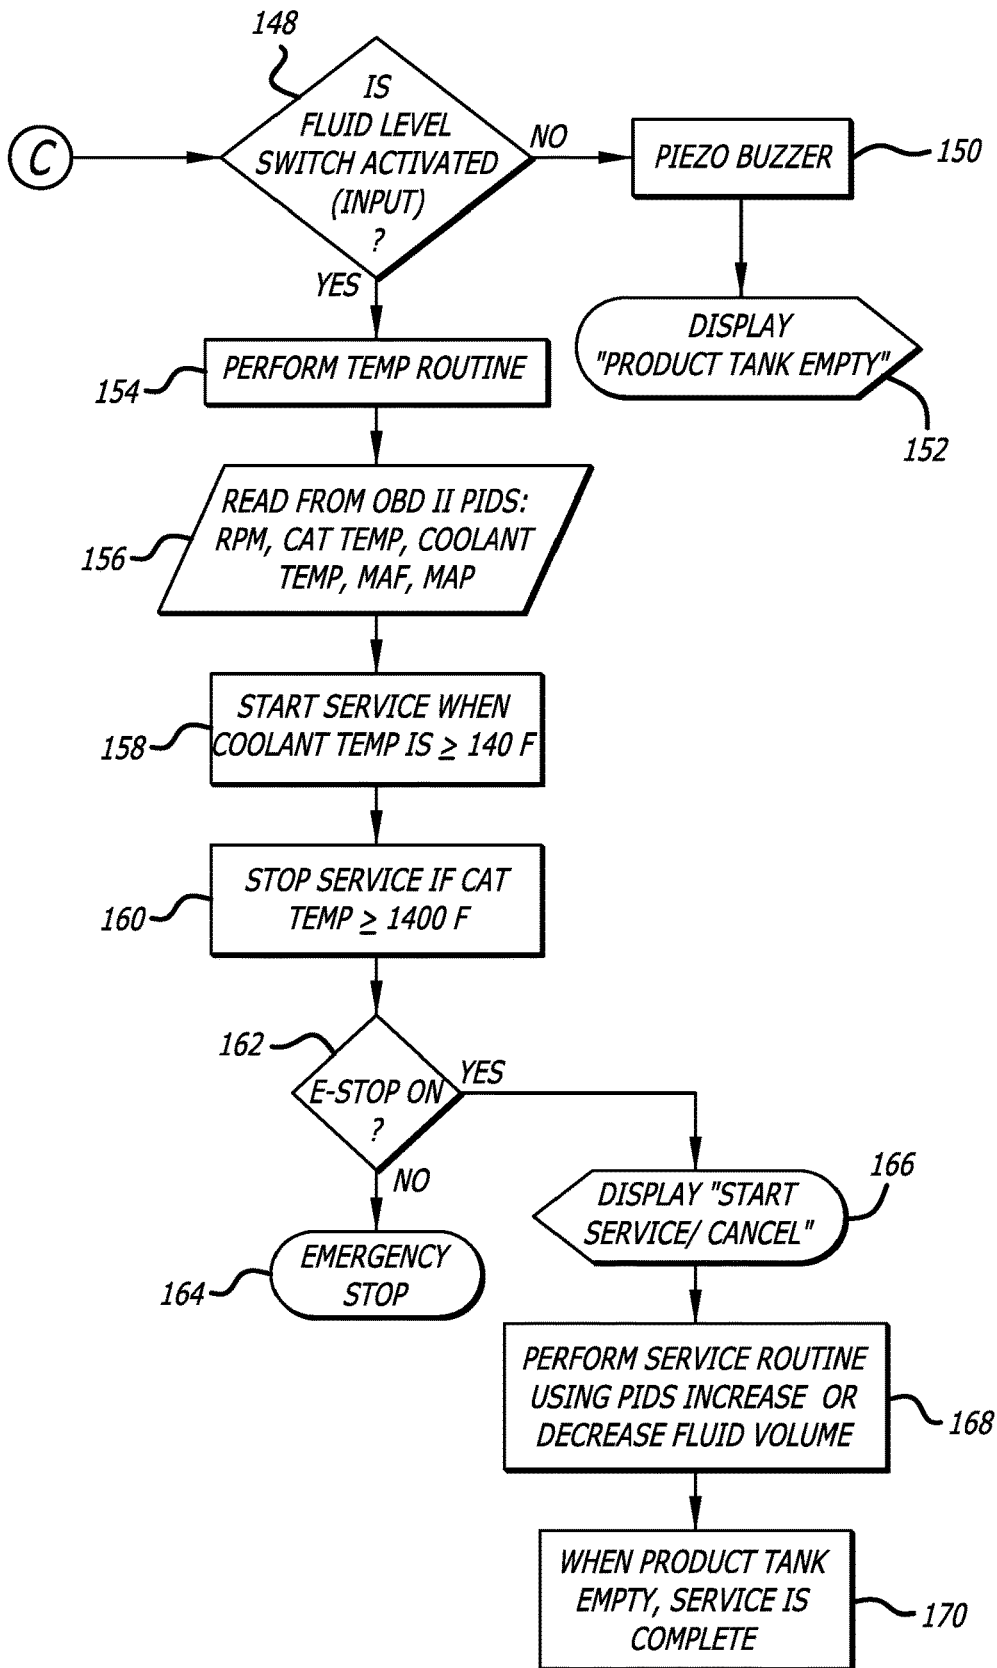 148
IS
FLUID LEVEL
SWITCH ACTIVATED
(INPUT)
?
C
NO
PIEZO BUZZER
150
YES
DISPLAY
"PRODUCT TANK EMPTY"
152
PERFORM TEMP ROUTINE
154
READ FROM OBD II PIDS:
RPM, CAT TEMP, COOLANT
TEMP, MAF, MAP
156
START SERVICE WHEN
COOLANT TEMP IS ≥ 140 F
158
STOP SERVICE IF CAT
TEMP ≥ 1400 F
160
162
E-STOP ON
?
YES
NO
EMERGENCY
STOP
164
DISPLAY "START
SERVICE/ CANCEL"
166
PERFORM SERVICE ROUTINE
USING PIDS INCREASE OR
DECREASE FLUID VOLUME
168
WHEN PRODUCT TANK
EMPTY, SERVICE IS
COMPLETE
170